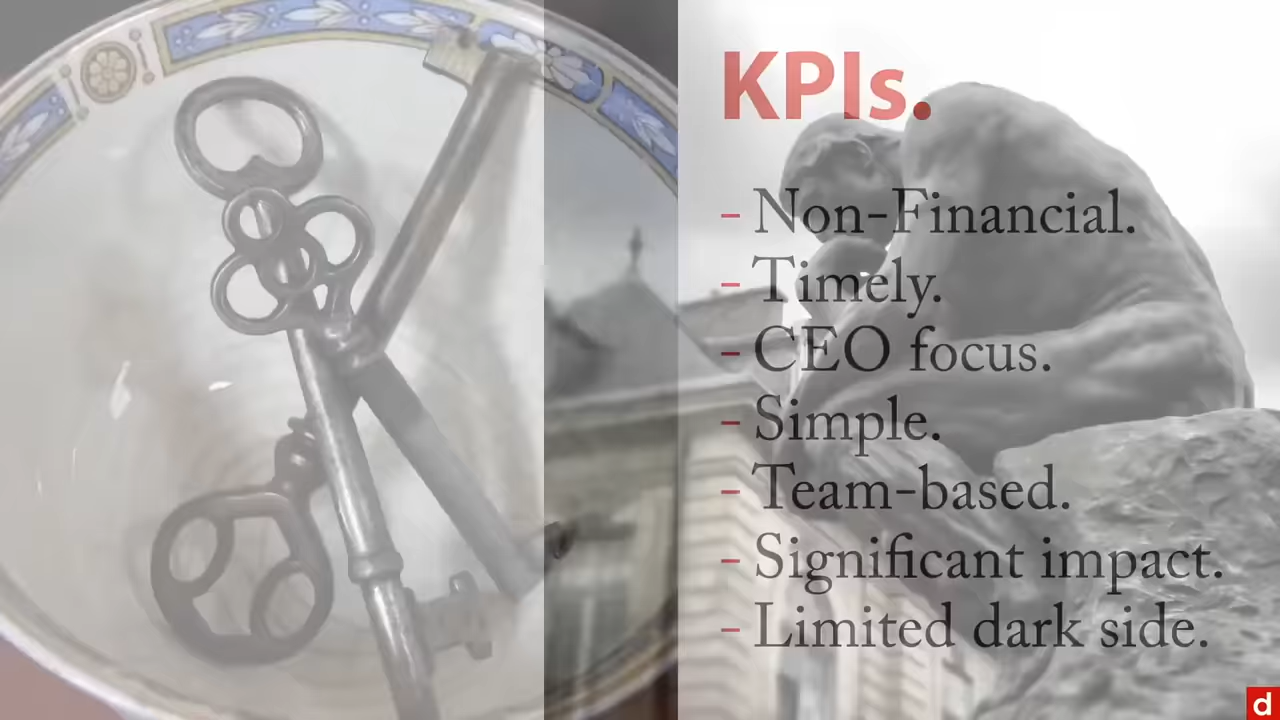 KPIs.
– Non-Financial.
– Timely.
– CEO focus.
– Simple.
– Team-based.
– Significant impact.
– Limited dark side.
d